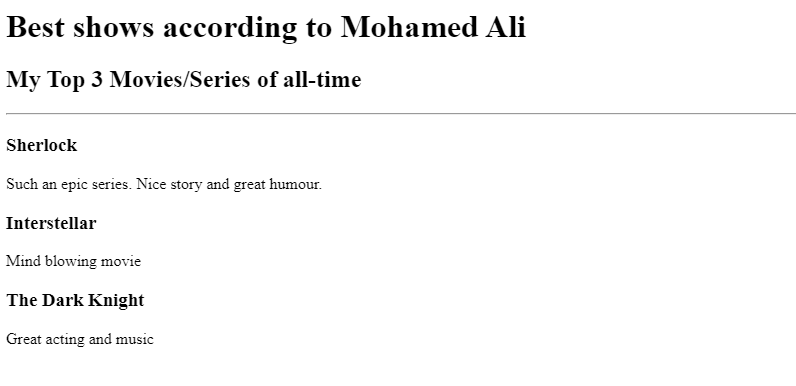 Best shows according to Mohamed Ali
My Top 3 Movies/Series of all-time
Sherlock
Such an epic series. Nice story and great humour.
Interstellar
Mind blowing movie
The Dark Knight
Great acting and music